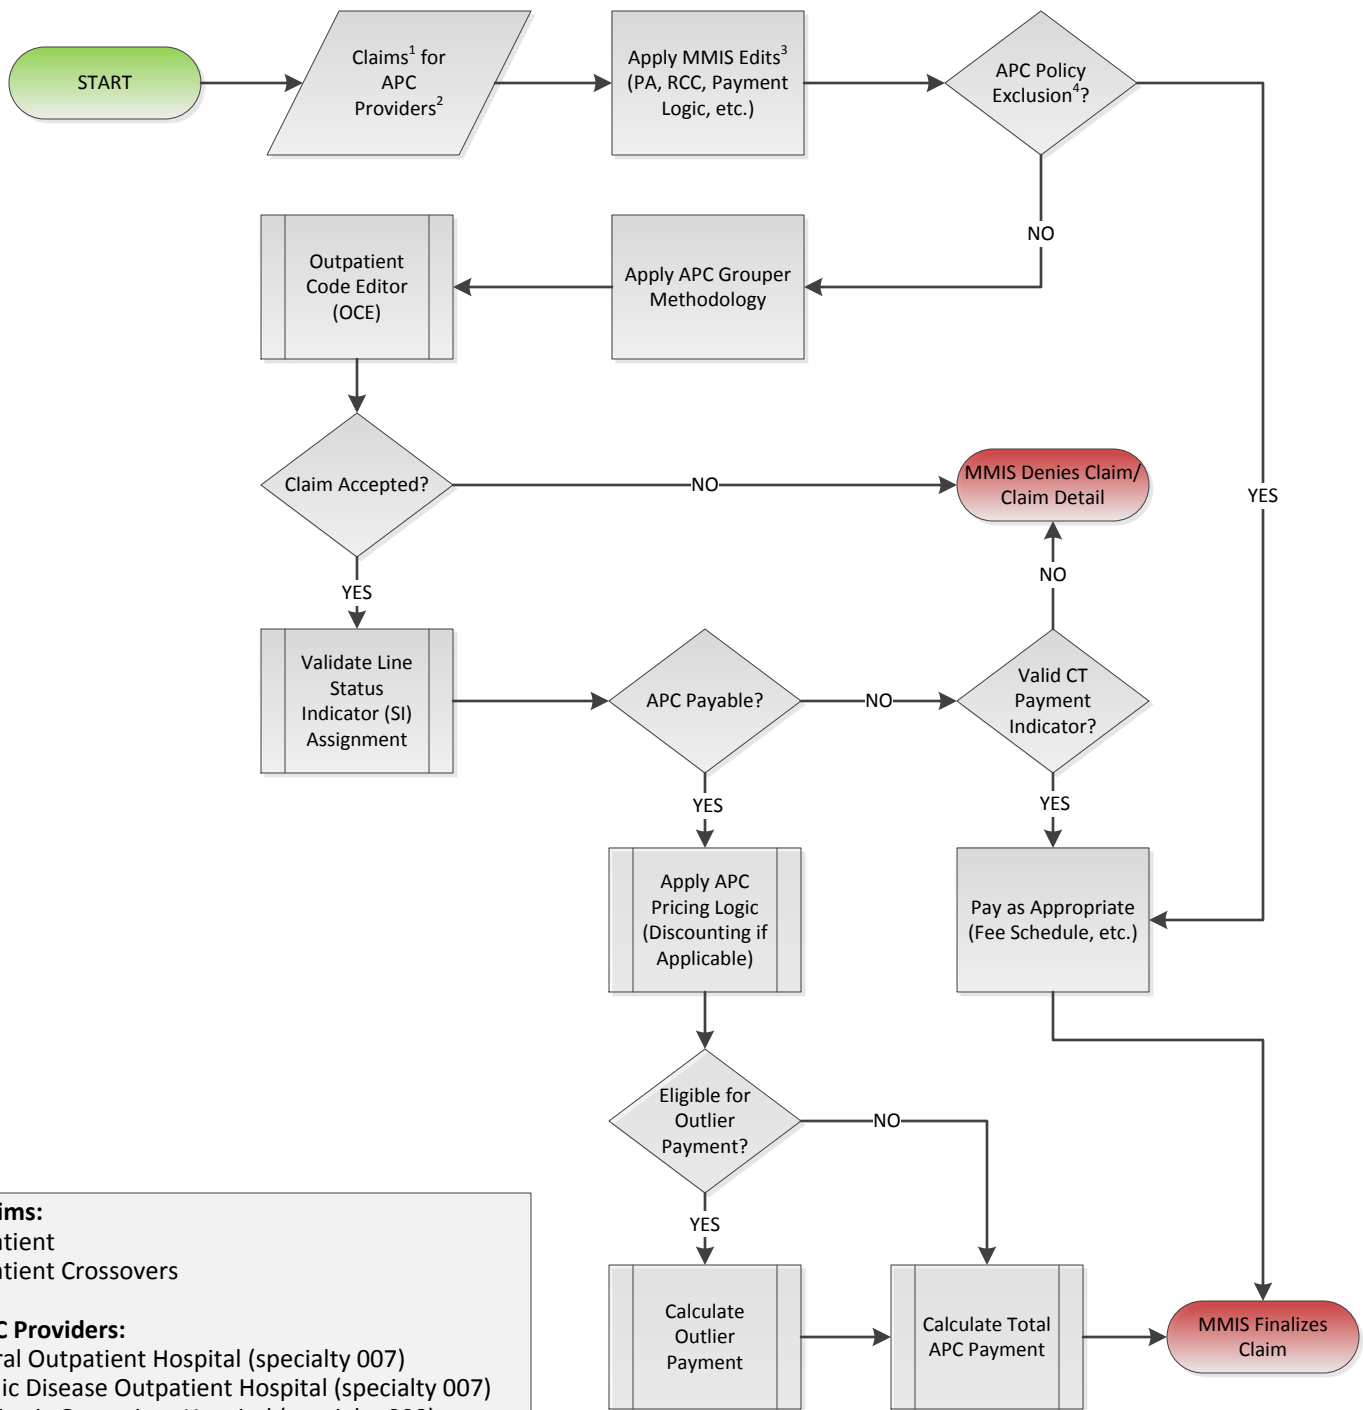 START
Claims1 for
APC
Providers2
Apply MMIS Edits3
(PA, RCC, Payment
Logic, etc.)
APC Policy
Exclusion4?
NO
YES
Outpatient
Code Editor
(OCE)
Apply APC Grouper
Methodology
Claim Accepted?
NO
MMIS Denies Claim/
Claim Detail
YES
NO
Validate Line
Status
Indicator (SI)
Assignment
APC Payable?
NO
Valid CT
Payment
Indicator?
YES
YES
Apply APC
Pricing Logic
(Discounting if
Applicable)
Pay as Appropriate
(Fee Schedule, etc.)
Eligible for
Outlier
Payment?
NO
YES
Calculate
Outlier
Payment
Calculate Total
APC Payment
MMIS Finalizes
Claim
ims:
atient
atient Crossovers
C Providers:
ral Outpatient Hospital (specialty 007)
ic Disease Outpatient Hospital (specialty 007)